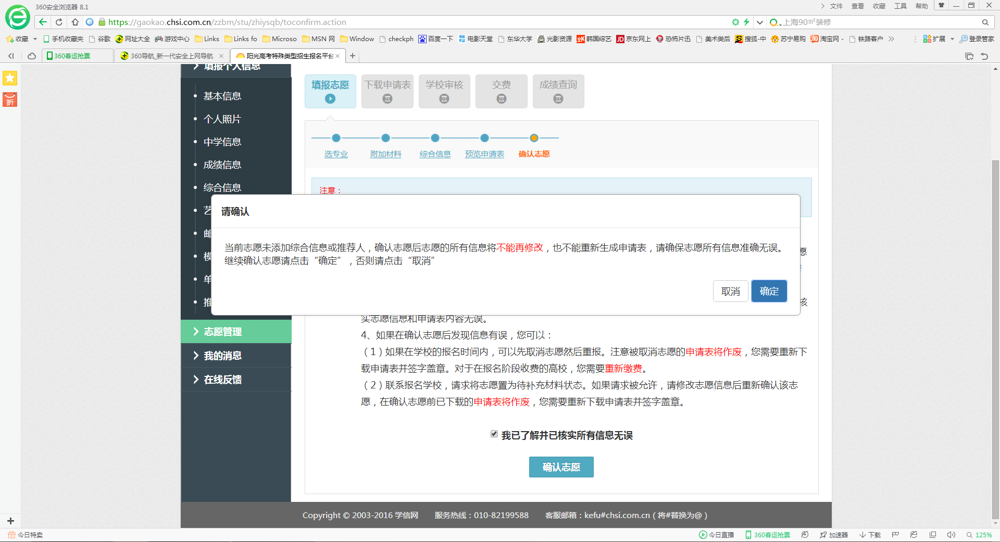 360安全浏览器 8.1
文件 查看 收藏 工具 帮助
https://gaokao.chsi.com.cn/zzbm/stu/zhiysqb/toconfirm.action
上海90㎡装修
收藏 手机收藏夹 谷歌 网址大全 游戏中心 Links Links fo Microso MSN 网 Window checkph 百度一下 电影天堂 东华大学 光影资源 韩国综艺 京东网上 恐怖片迅 美术类后 搜狐-中 苏宁易购 淘宝网 - 铁路客户 扩展 登录管家
360春运抢票
360导航_新一代安全上网导航
阳光高考特殊类型招生报名平台
折
填报个人信息
基本信息
个人照片
中学信息
成绩信息
综合信息
艺
邮
模
单
推
志愿管理
我的消息
在线反馈
填报志愿 下载申请表 学校审核 交费 成绩查询
选专业 附加材料 综合信息 预览申请表 确认志愿
注意：
请确认
当前志愿未添加综合信息或推荐人，确认志愿后志愿的所有信息将不能再修改，也不能重新生成申请表，请确保志愿所有信息准确无误。
继续确认志愿请点击“确定”，否则请点击“取消”
取消 确定
愿
核
实志愿信息和申请表内容无误。
4、如果在确认志愿后发现信息有误，您可以：
（1）如果在学校的报名时间内，可以先取消志愿然后重报。注意被取消志愿的申请表将作废，您需要重新下
载申请表并签字盖章。对于在报名阶段收费的高校，您需要重新缴费。
（2）联系报名学校，请求将志愿置为待补充材料状态。如果请求被允许，请修改志愿信息后重新确认该志
愿，在确认志愿前已下载的申请表将作废，您需要重新下载申请表并签字盖章。
我已了解并已核实所有信息无误
确认志愿
Copyright © 2003-2016 学信网 服务热线：010-82199588 客服邮箱：kefu#chsi.com.cn（将#替换为@）
今日特卖
今日直播 360春运抢票 加速器 下载 125%